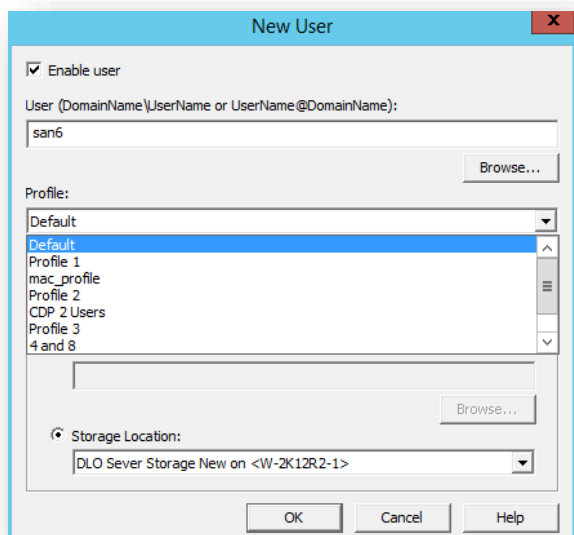 New User
x
Enable user
User (DomainName\UserName or UserName@DomainName):
san6
Browse...
Profile:
Default
Default
Profile 1
mac_profile
Profile 2
CDP 2 Users
Profile 3
4 and 8
Browse...
Storage Location:
DLO Sever Storage New on <W-2K12R2-1>
OK Cancel Help